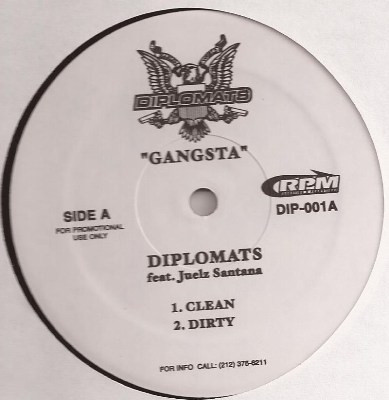 DIPLOMATS
"GANGSTA"
RPM
SIDE A
DIP-001A
FOR PROMOTIONAL
USE ONLY
DIPLOMATS
feat. Juelz Santana
1. CLEAN
2. DIRTY
FOR INFO CALL: (212) 375-6211